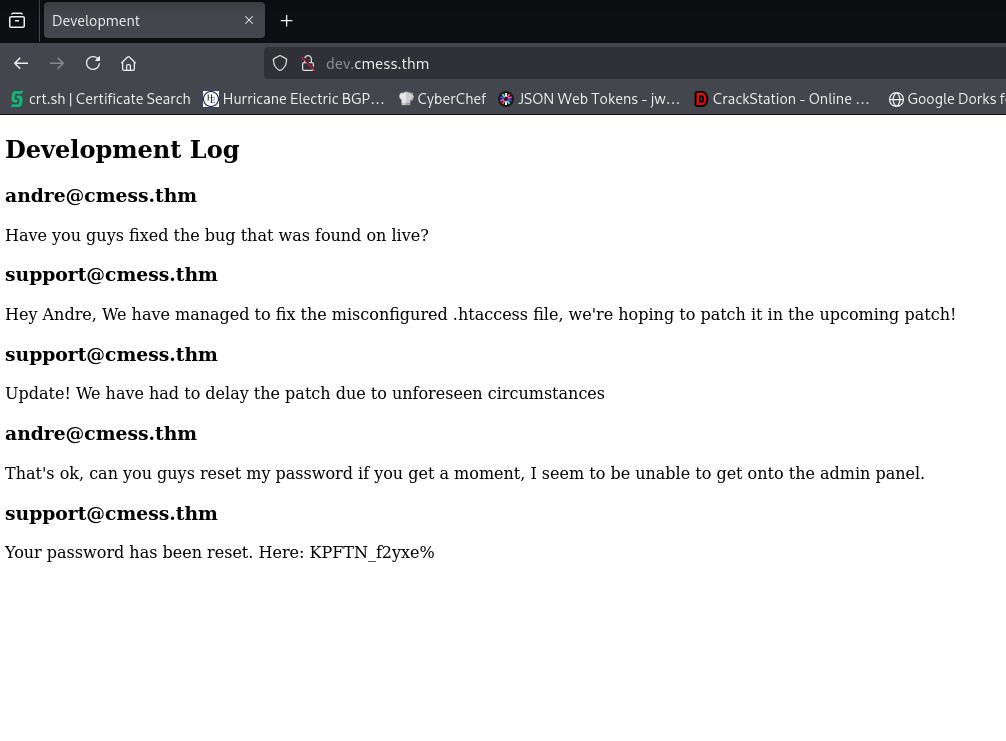 Development
dev.cmess.thm
crt.sh | Certificate Search Hurricane Electric BGP... CyberChef JSON Web Tokens - jw... CrackStation - Online ... Google Dorks f
Development Log
andre@cmess.thm
Have you guys fixed the bug that was found on live?
support@cmess.thm
Hey Andre, We have managed to fix the misconfigured .htaccess file, we're hoping to patch it in the upcoming patch!
support@cmess.thm
Update! We have had to delay the patch due to unforeseen circumstances
andre@cmess.thm
That's ok, can you guys reset my password if you get a moment, I seem to be unable to get onto the admin panel.
support@cmess.thm
Your password has been reset. Here: KPFTN_f2yxe%